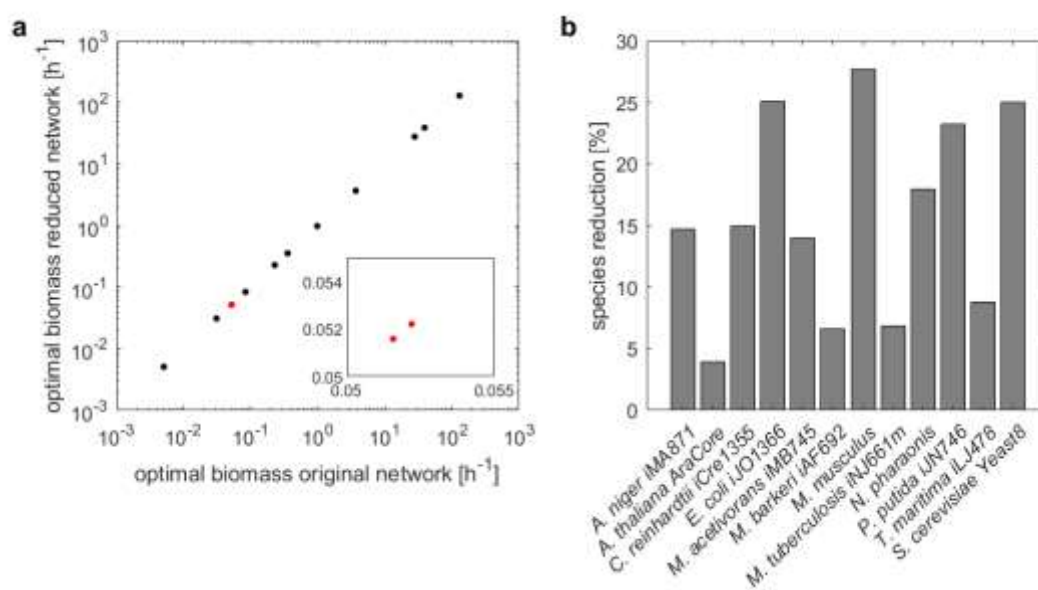 a
optimal biomass reduced network [h-1]
10^3
10^2
10^1
10^0
10^-1
10^-2
10^-3
10^-3 10^-2 10^-1 10^0 10^1 10^2 10^3
optimal biomass original network [h-1]
0.054
0.052
0.05
0.05 0.055
b
species reduction [%]
30
25
20
15
10
5
0
A. niger iMA871
A. thaliana AraCore
C. reinhardtii iCre1355
E. coli iJO1366
M. acetivorans iMB745
M. barkeri iAF692
M. musculus
M. tuberculosis iNJ661m
N. pharaonis
P. putida iJN746
T. maritima iLJ478
S. cerevisiae Yeast8